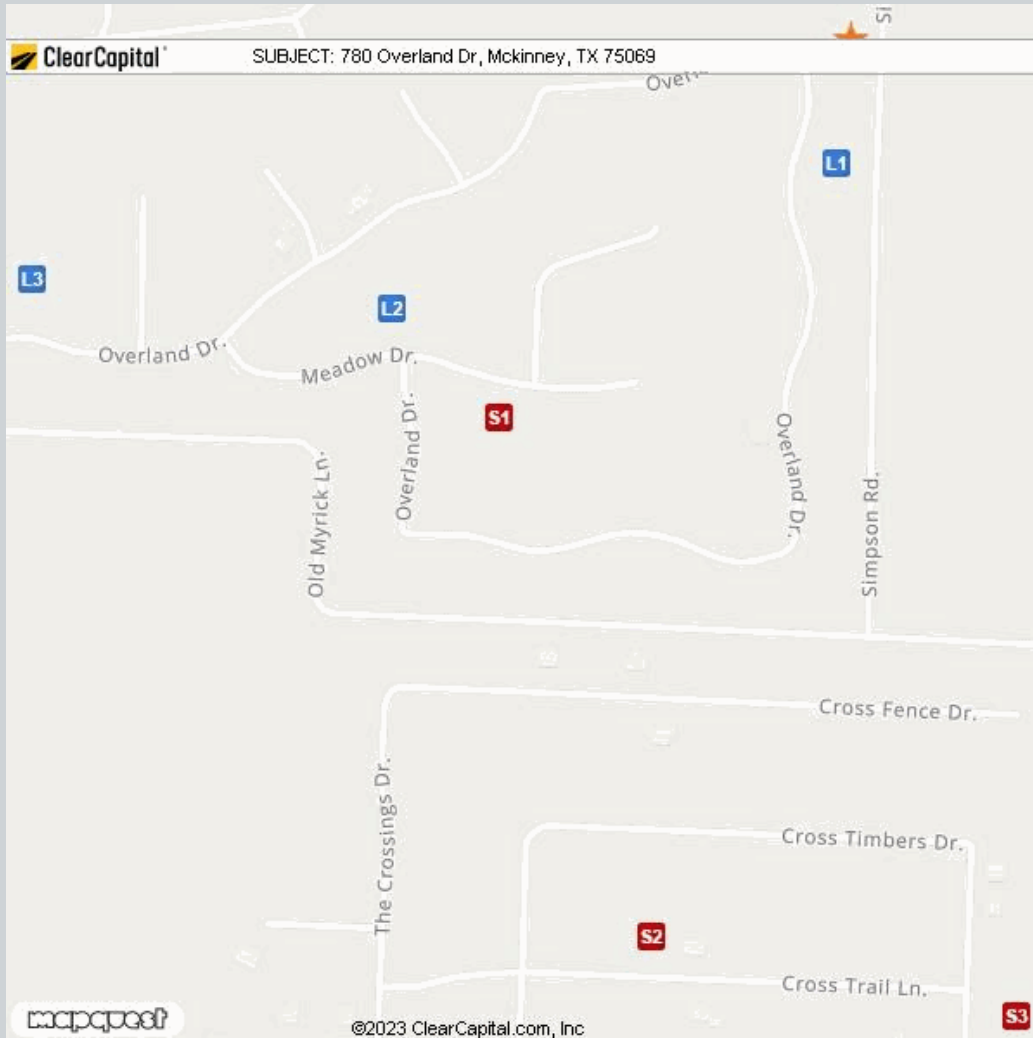 ClearCapital
SUBJECT: 780 Overland Dr, Mckinney, TX 75069
L1
L3
L2
Overland Dr.
Meadow Dr.
S1
Overland Dr.
Overland Dr.
Old Myrick Ln.
Simpson Rd.
Cross Fence Dr.
The Crossings Dr.
Cross Timbers Dr.
S2
Cross Trail Ln.
S3
mapquest
©2023 ClearCapital.com, Inc